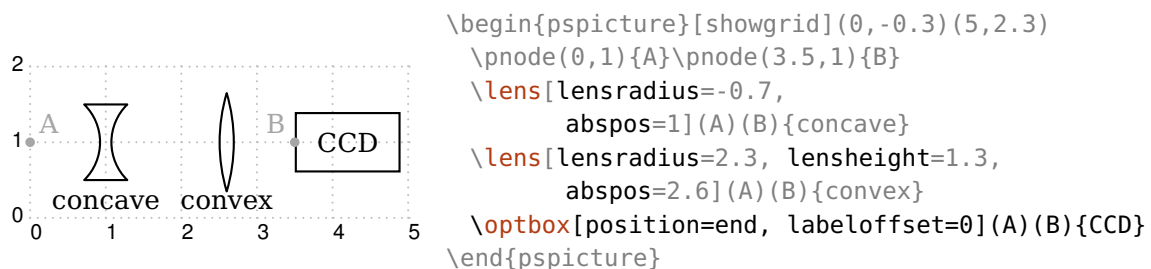 2
A
B
1
CCD
concave convex
0
0 1 2 3 4 5
\begin{pspicture}[showgrid](0,-0.3)(5,2.3)
\pnode(0,1){A}\pnode(3.5,1){B}
\lens[lensradius=-0.7,
abspos=1](A)(B){concave}
\lens[lensradius=2.3, lensheight=1.3,
abspos=2.6](A)(B){convex}
\optbox[position=end, labeloffset=0](A)(B){CCD}
\end{pspicture}